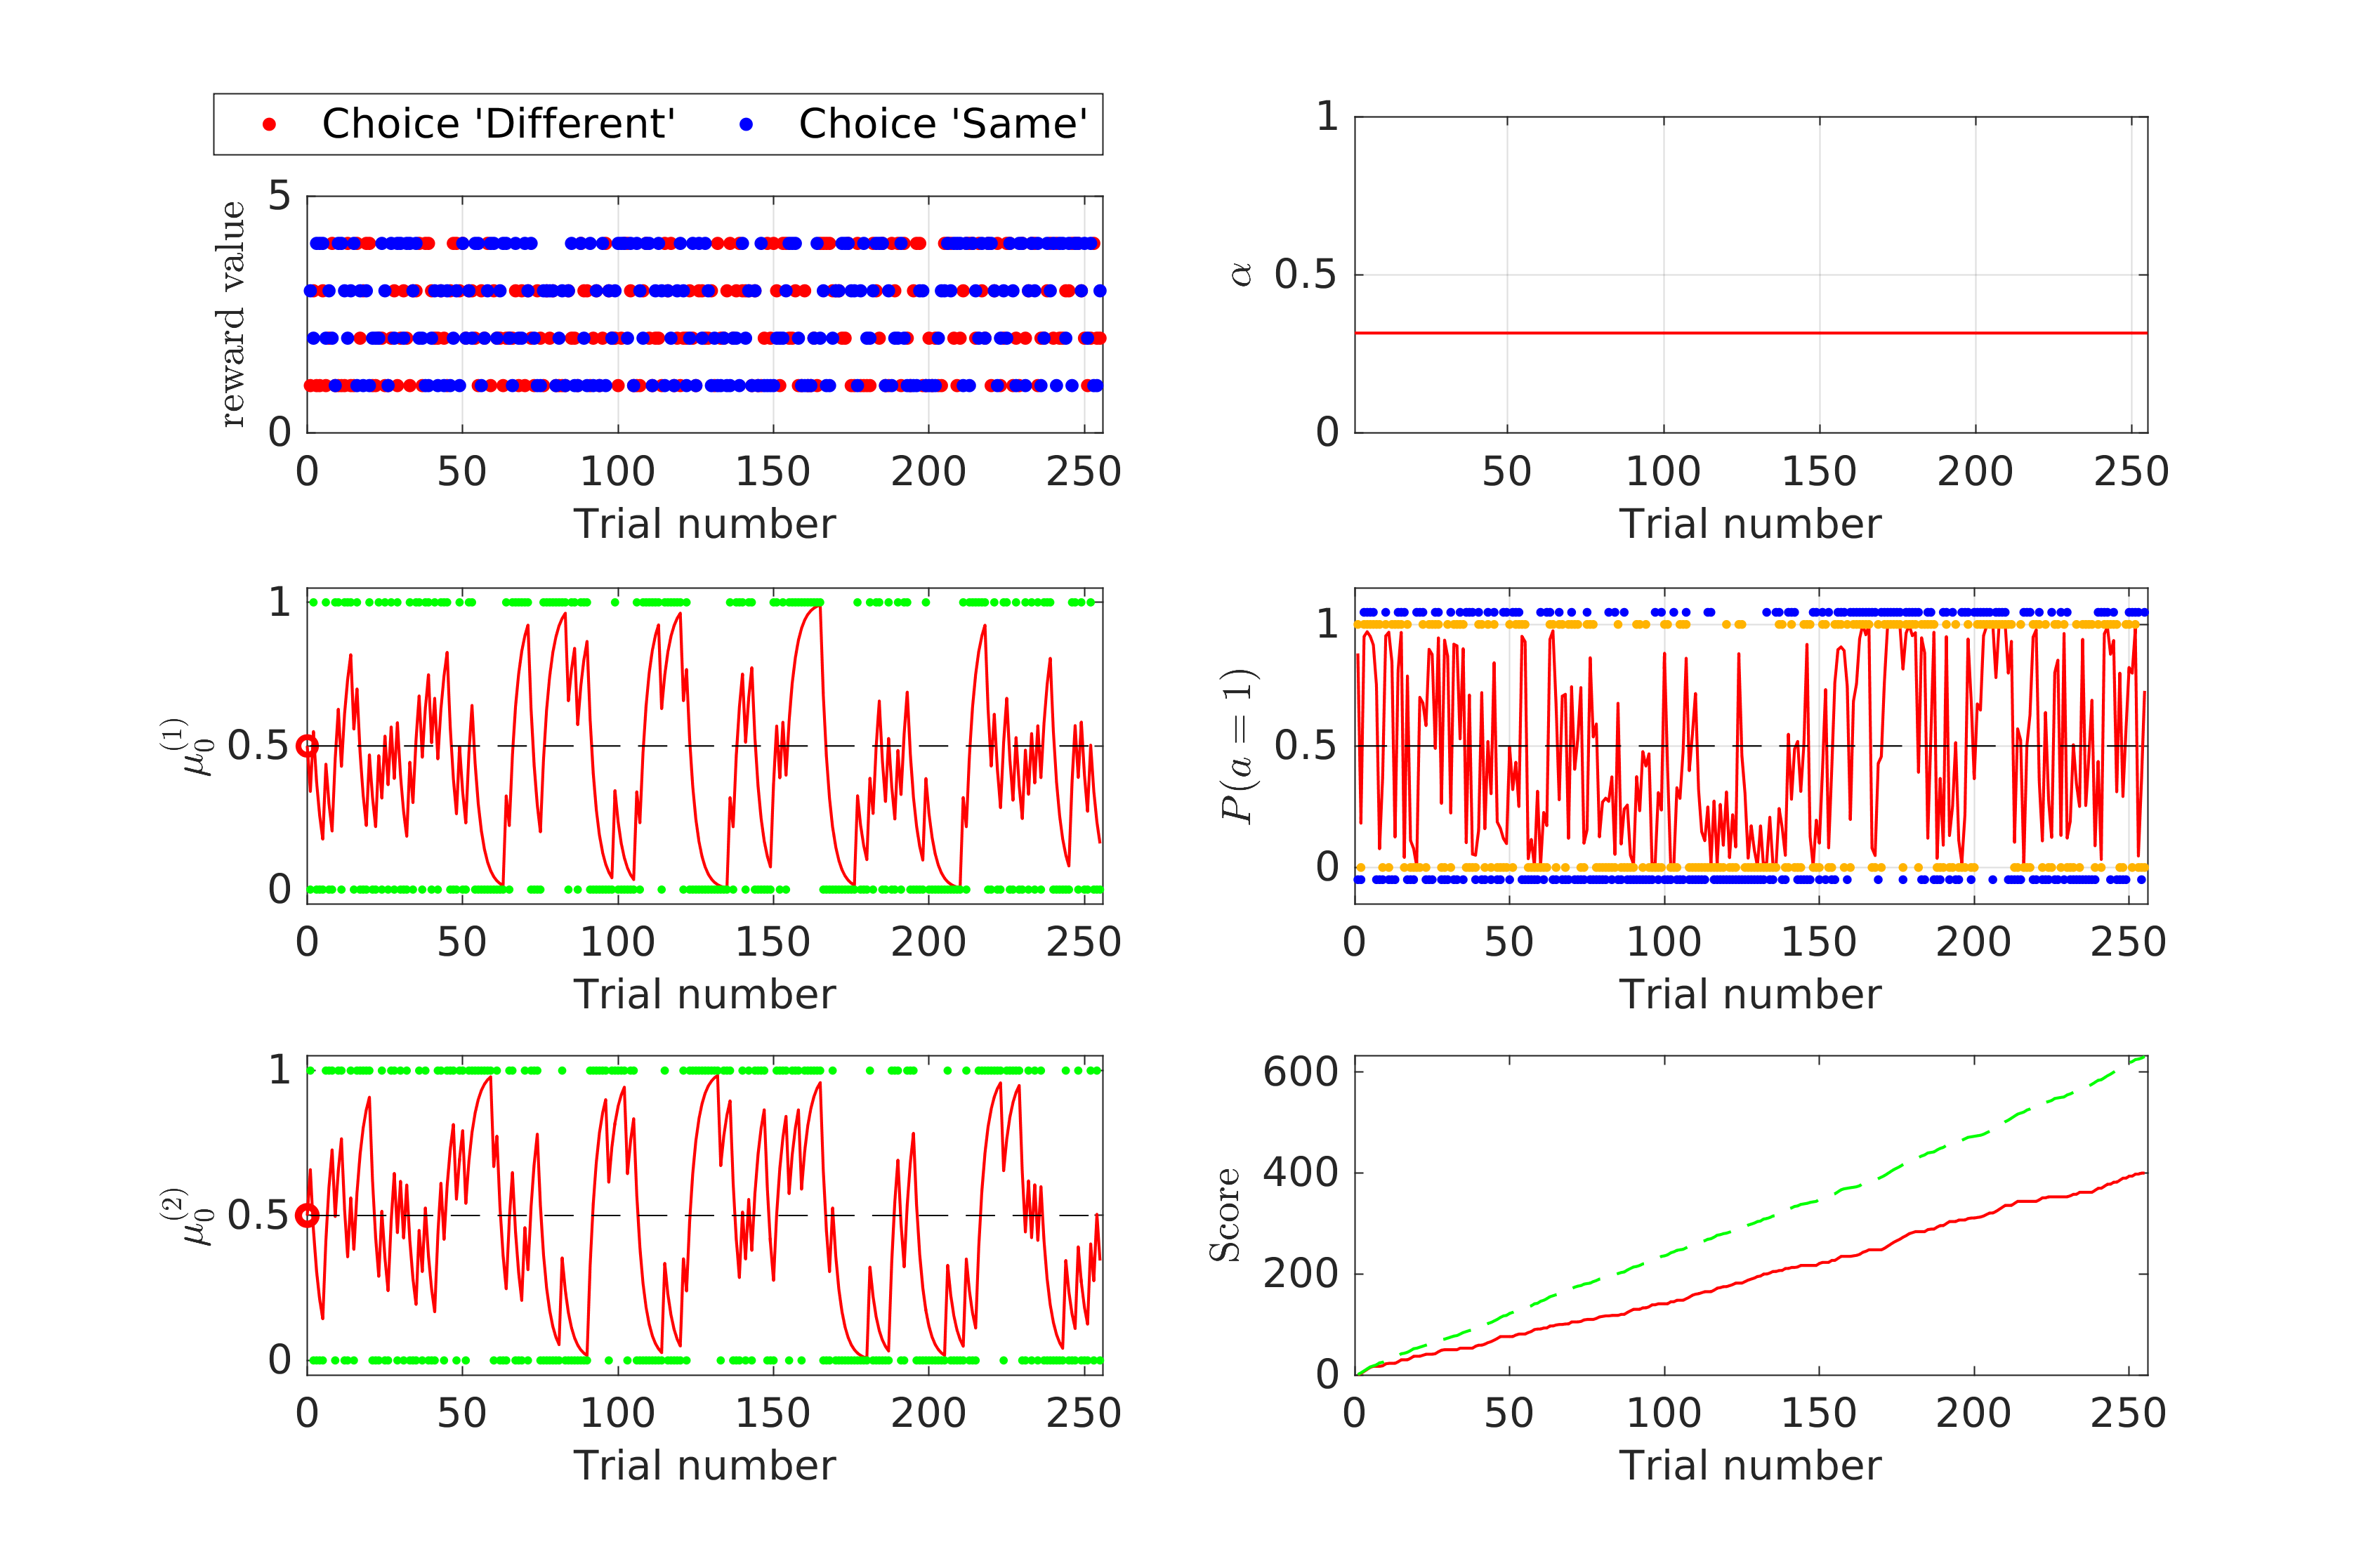 Choice 'Different' Choice 'Same'
reward value
5
0
0 50 100 150 200 250
Trial number
α
1
0.5
0
50 100 150 200 250
Trial number
μ₀⁽¹⁾
1
0.5
0
0 50 100 150 200 250
Trial number
P(a = 1)
1
0.5
0
0 50 100 150 200 250
Trial number
μ₀⁽²⁾
1
0.5
0
0 50 100 150 200 250
Trial number
Score
600
400
200
0
0 50 100 150 200 250
Trial number